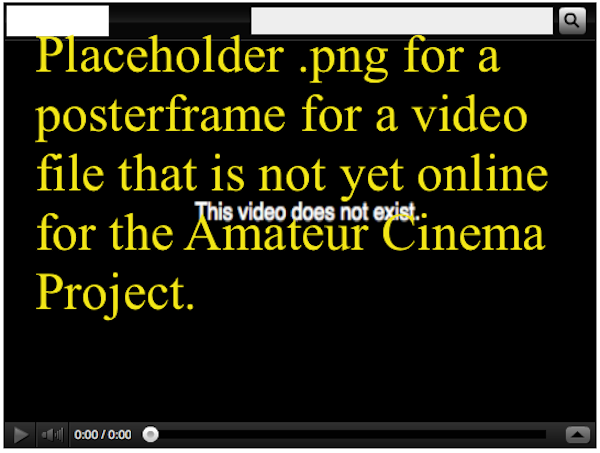 Placeholder .png for a
posterframe for a video
file that is not yet online
This video does not exist.
for the Amateur Cinema
Project.
0:00 / 0:00